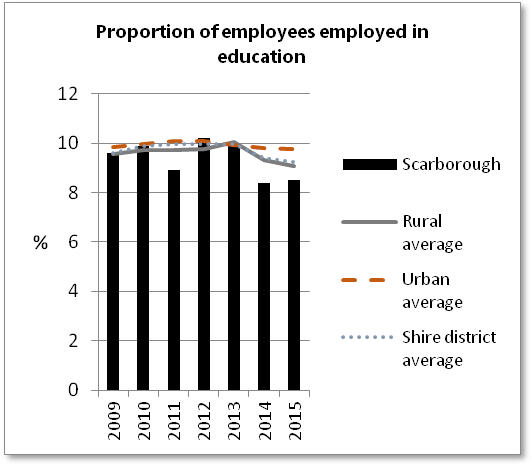 Proportion of employees employed in
education
12
10
8
6
4
2
0
%
2009
2010
2011
2012
2013
2014
2015
Scarborough
Rural
average
Urban
average
Shire district
average